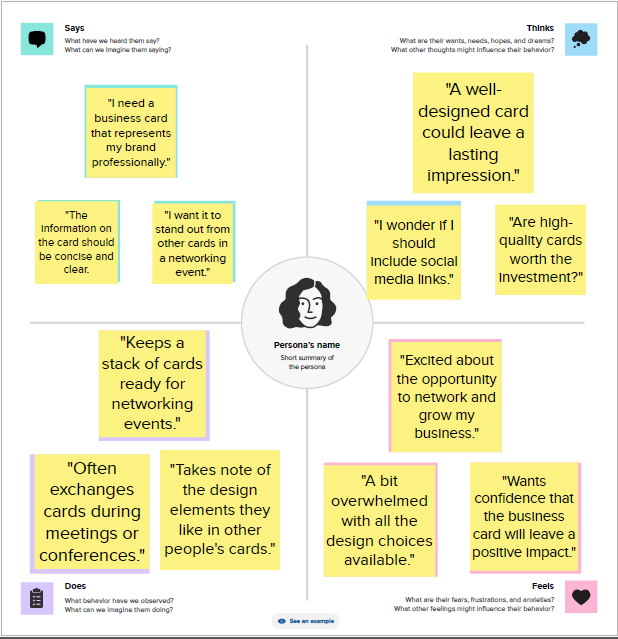 Says
What have we heard them say?
What can we imagine them saying?
Thinks
What are their wants, needs, hopes, and dreams?
What other thoughts might influence their behavior?
"I need a
business card
that represents
my brand
professionally."
"The
information on
the card should
be concise and
clear.
"I want it to
stand out from
other cards in
a networking
event."
"A well-
designed card
could leave a
lasting
impression."
"I wonder if I
should
include social
media links."
"Are high-
quality cards
worth the
investment?"
Persona's name
Short summary of
the persona
"Keeps a
stack of cards
ready for
networking
events."
"Often
exchanges
cards during
meetings or
conferences."
"Takes note of
the design
elements they
like in other
people's cards."
"Excited about
the opportunity
to network and
grow my
business."
"A bit
overwhelmed
with all the
design choices
available."
"Wants
confidence that
the business
card will leave a
positive impact."
Does
What behavior have we observed?
What can we imagine them doing?
Feels
What are their fears, frustrations, and anxieties?
What other feelings might influence their behavior?
See an example